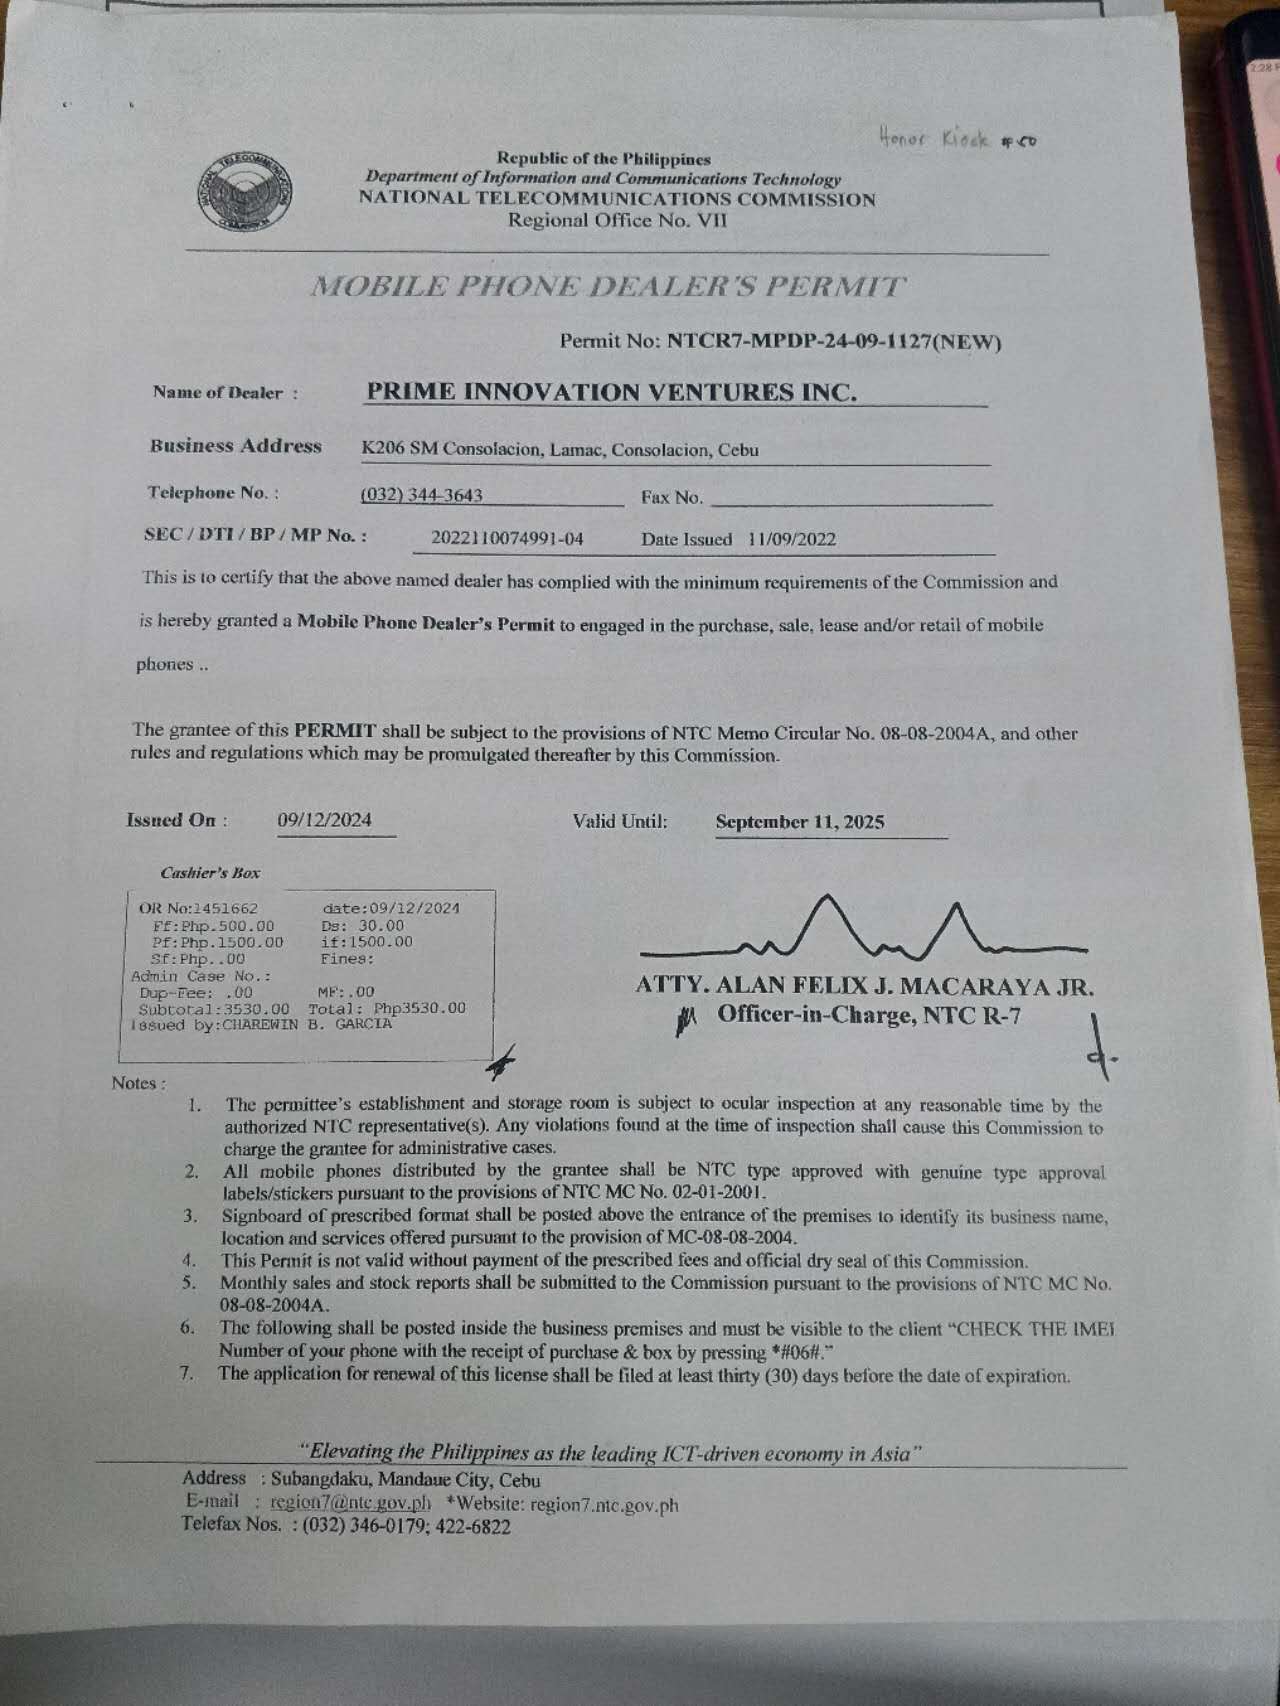 Honor Kiosk #50
Republic of the Philippines
Department of Information and Communications Technology
NATIONAL TELECOMMUNICATIONS COMMISSION
Regional Office No. VII
MOBILE PHONE DEALER'S PERMIT
Permit No: NTCR7-MPDP-24-09-1127(NEW)
Name of Dealer : PRIME INNOVATION VENTURES INC.
Business Address K206 SM Consolacion, Lamac, Consolacion, Cebu
Telephone No. : (032) 344-3643 Fax No.
SEC / DTI / BP / MP No. : 2022110074991-04 Date Issued 11/09/2022
This is to certify that the above named dealer has complied with the minimum requirements of the Commission and
is hereby granted a Mobile Phone Dealer's Permit to engaged in the purchase, sale, lease and/or retail of mobile
phones ..
The grantee of this PERMIT shall be subject to the provisions of NTC Memo Circular No. 08-08-2004A, and other
rules and regulations which may be promulgated thereafter by this Commission.
Issued On : 09/12/2024 Valid Until: September 11, 2025
Cashier's Box
OR No:1451662 date:09/12/2024
Ff:Php.500.00 Ds: 30.00
Pf:Php.1500.00 if:1500.00
Sf:Php..00 Fines:
Admin Case No.:
Dup-Fee: .00 MF:.00
Subtotal:3530.00 Total: Php3530.00
Issued by:CHAREWIN B. GARCIA
ATTY. ALAN FELIX J. MACARAYA JR.
Officer-in-Charge, NTC R-7
Notes :
1. The permittee's establishment and storage room is subject to ocular inspection at any reasonable time by the
authorized NTC representative(s). Any violations found at the time of inspection shall cause this Commission to
charge the grantee for administrative cases.
2. All mobile phones distributed by the grantee shall be NTC type approved with genuine type approval
labels/stickers pursuant to the provisions of NTC MC No. 02-01-2001.
3. Signboard of prescribed format shall be posted above the entrance of the premises to identify its business name,
location and services offered pursuant to the provision of MC-08-08-2004.
4. This Permit is not valid without payment of the prescribed fees and official dry seal of this Commission.
5. Monthly sales and stock reports shall be submitted to the Commission pursuant to the provisions of NTC MC No.
08-08-2004A.
6. The following shall be posted inside the business premises and must be visible to the client "CHECK THE IMEI
Number of your phone with the receipt of purchase & box by pressing *#06#."
7. The application for renewal of this license shall be filed at least thirty (30) days before the date of expiration.
"Elevating the Philippines as the leading ICT-driven economy in Asia"
Address : Subangdaku, Mandaue City, Cebu
E-mail : region7@ntc.gov.ph *Website: region7.ntc.gov.ph
Telefax Nos. : (032) 346-0179; 422-6822